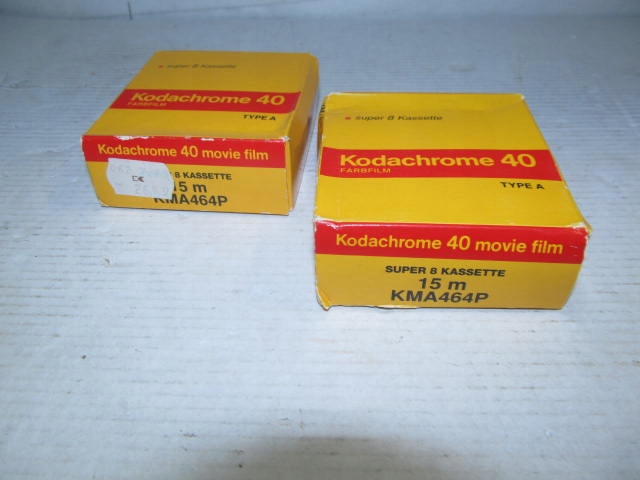 super 8 Kassette
Kodachrome 40
FARBFILM
TYPE A
Kodachrome 40 movie film
8 KASSETTE
15 m
KMA464P
super 8 Kassette
Kodachrome 40
FARBFILM
TYPE A
Kodachrome 40 movie film
SUPER 8 KASSETTE
15 m
KMA464P